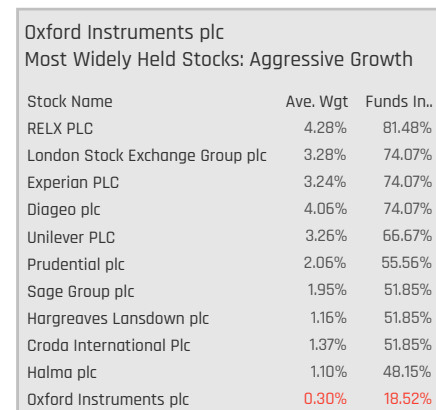 Oxford Instruments plc
Most Widely Held Stocks: Aggressive Growth
Stock Name Ave. Wgt Funds In..
RELX PLC 4.28% 81.48%
London Stock Exchange Group plc 3.28% 74.07%
Experian PLC 3.24% 74.07%
Diageo plc 4.06% 74.07%
Unilever PLC 3.26% 66.67%
Prudential plc 2.06% 55.56%
Sage Group plc 1.95% 51.85%
Hargreaves Lansdown plc 1.16% 51.85%
Croda International Plc 1.37% 51.85%
Halma plc 1.10% 48.15%
Oxford Instruments plc 0.30% 18.52%